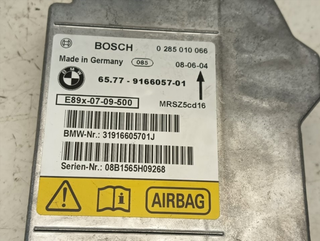 BOSCH 0 285 010 066
Made in Germany 083 08-06-04
BMW 65.77 - 9166057-01
E89x-07-09-500 MRSZ5cd16
BMW-Nr.: 31916605701J
Serien-Nr.: 08B1565H09268
AIRBAG